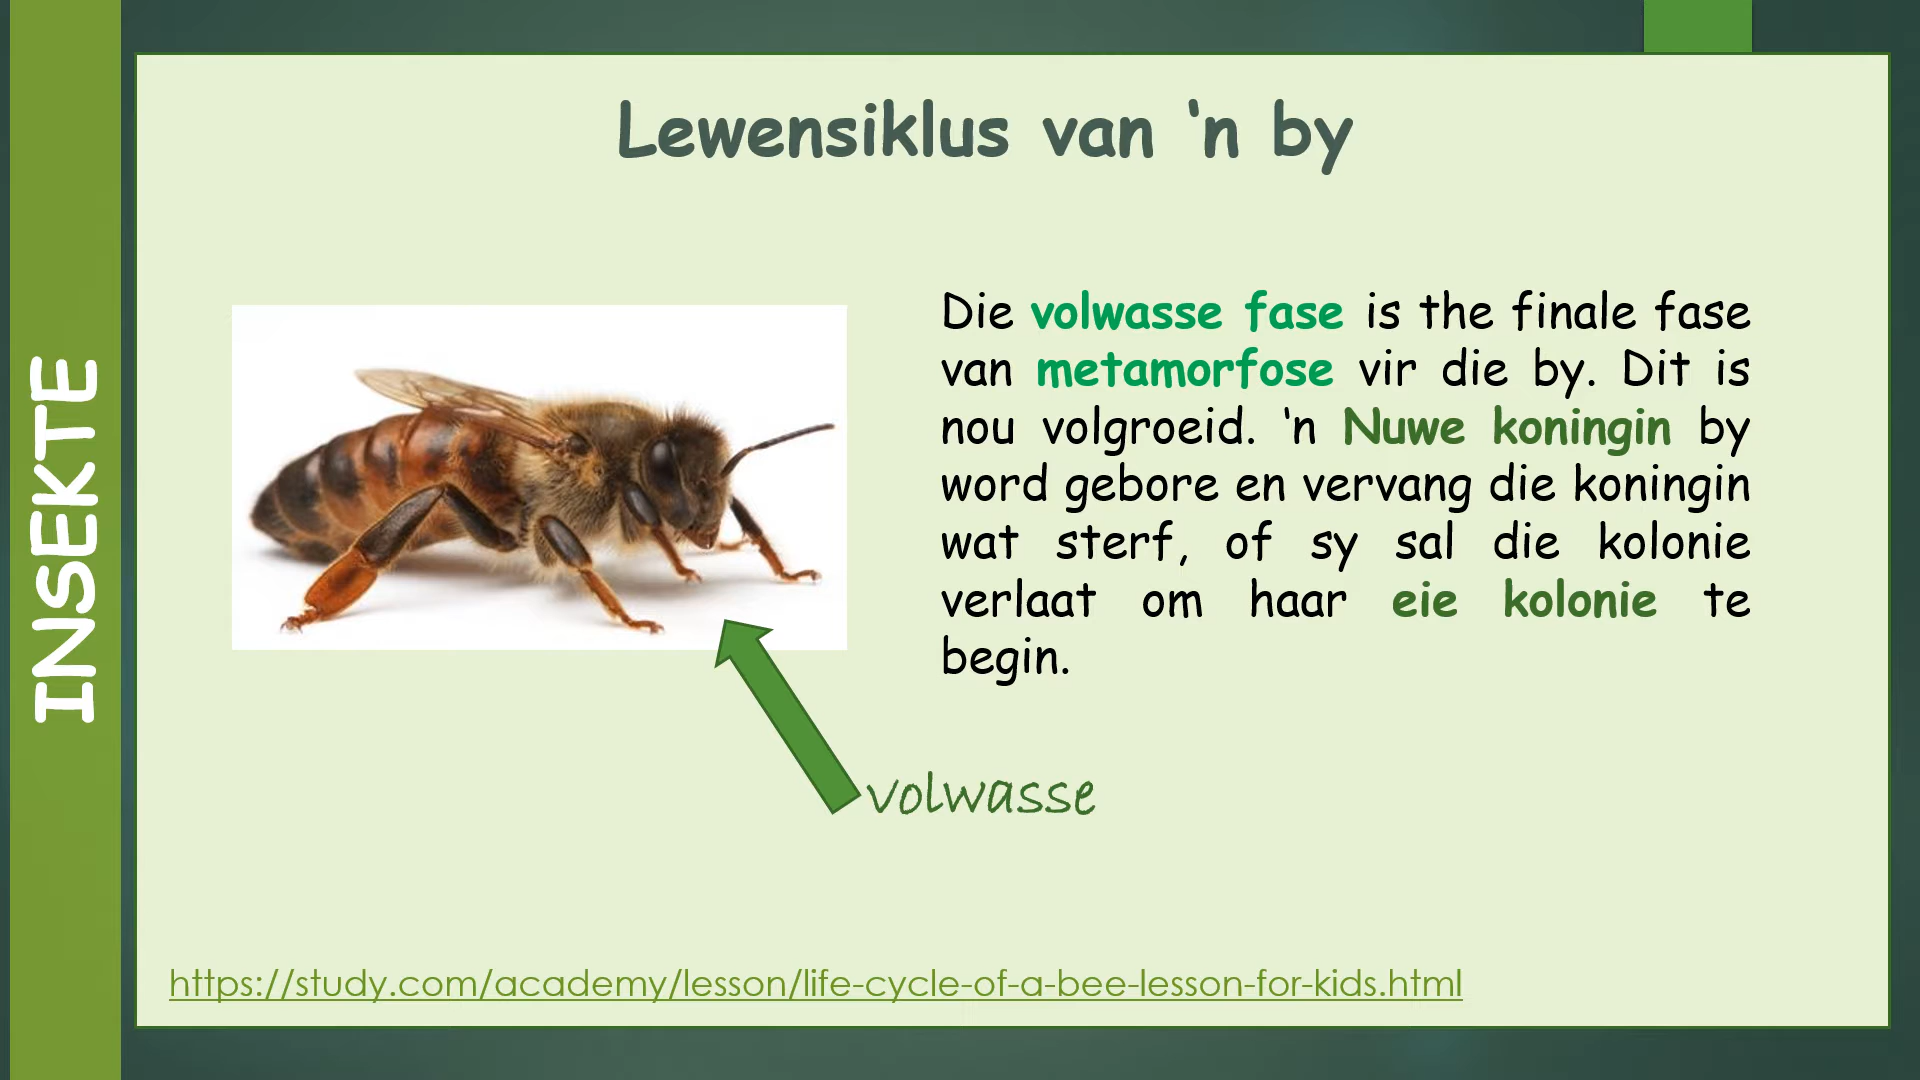 INSEKTE
Lewensiklus van ‘n by
Die volwasse fase is the finale fase
van metamorfose vir die by. Dit is
nou volgroeid. ‘n Nuwe koningin by
word gebore en vervang die koningin
wat sterf, of sy sal die kolonie
verlaat om haar eie kolonie te
begin.
volwasse
https://study.com/academy/lesson/life-cycle-of-a-bee-lesson-for-kids.html